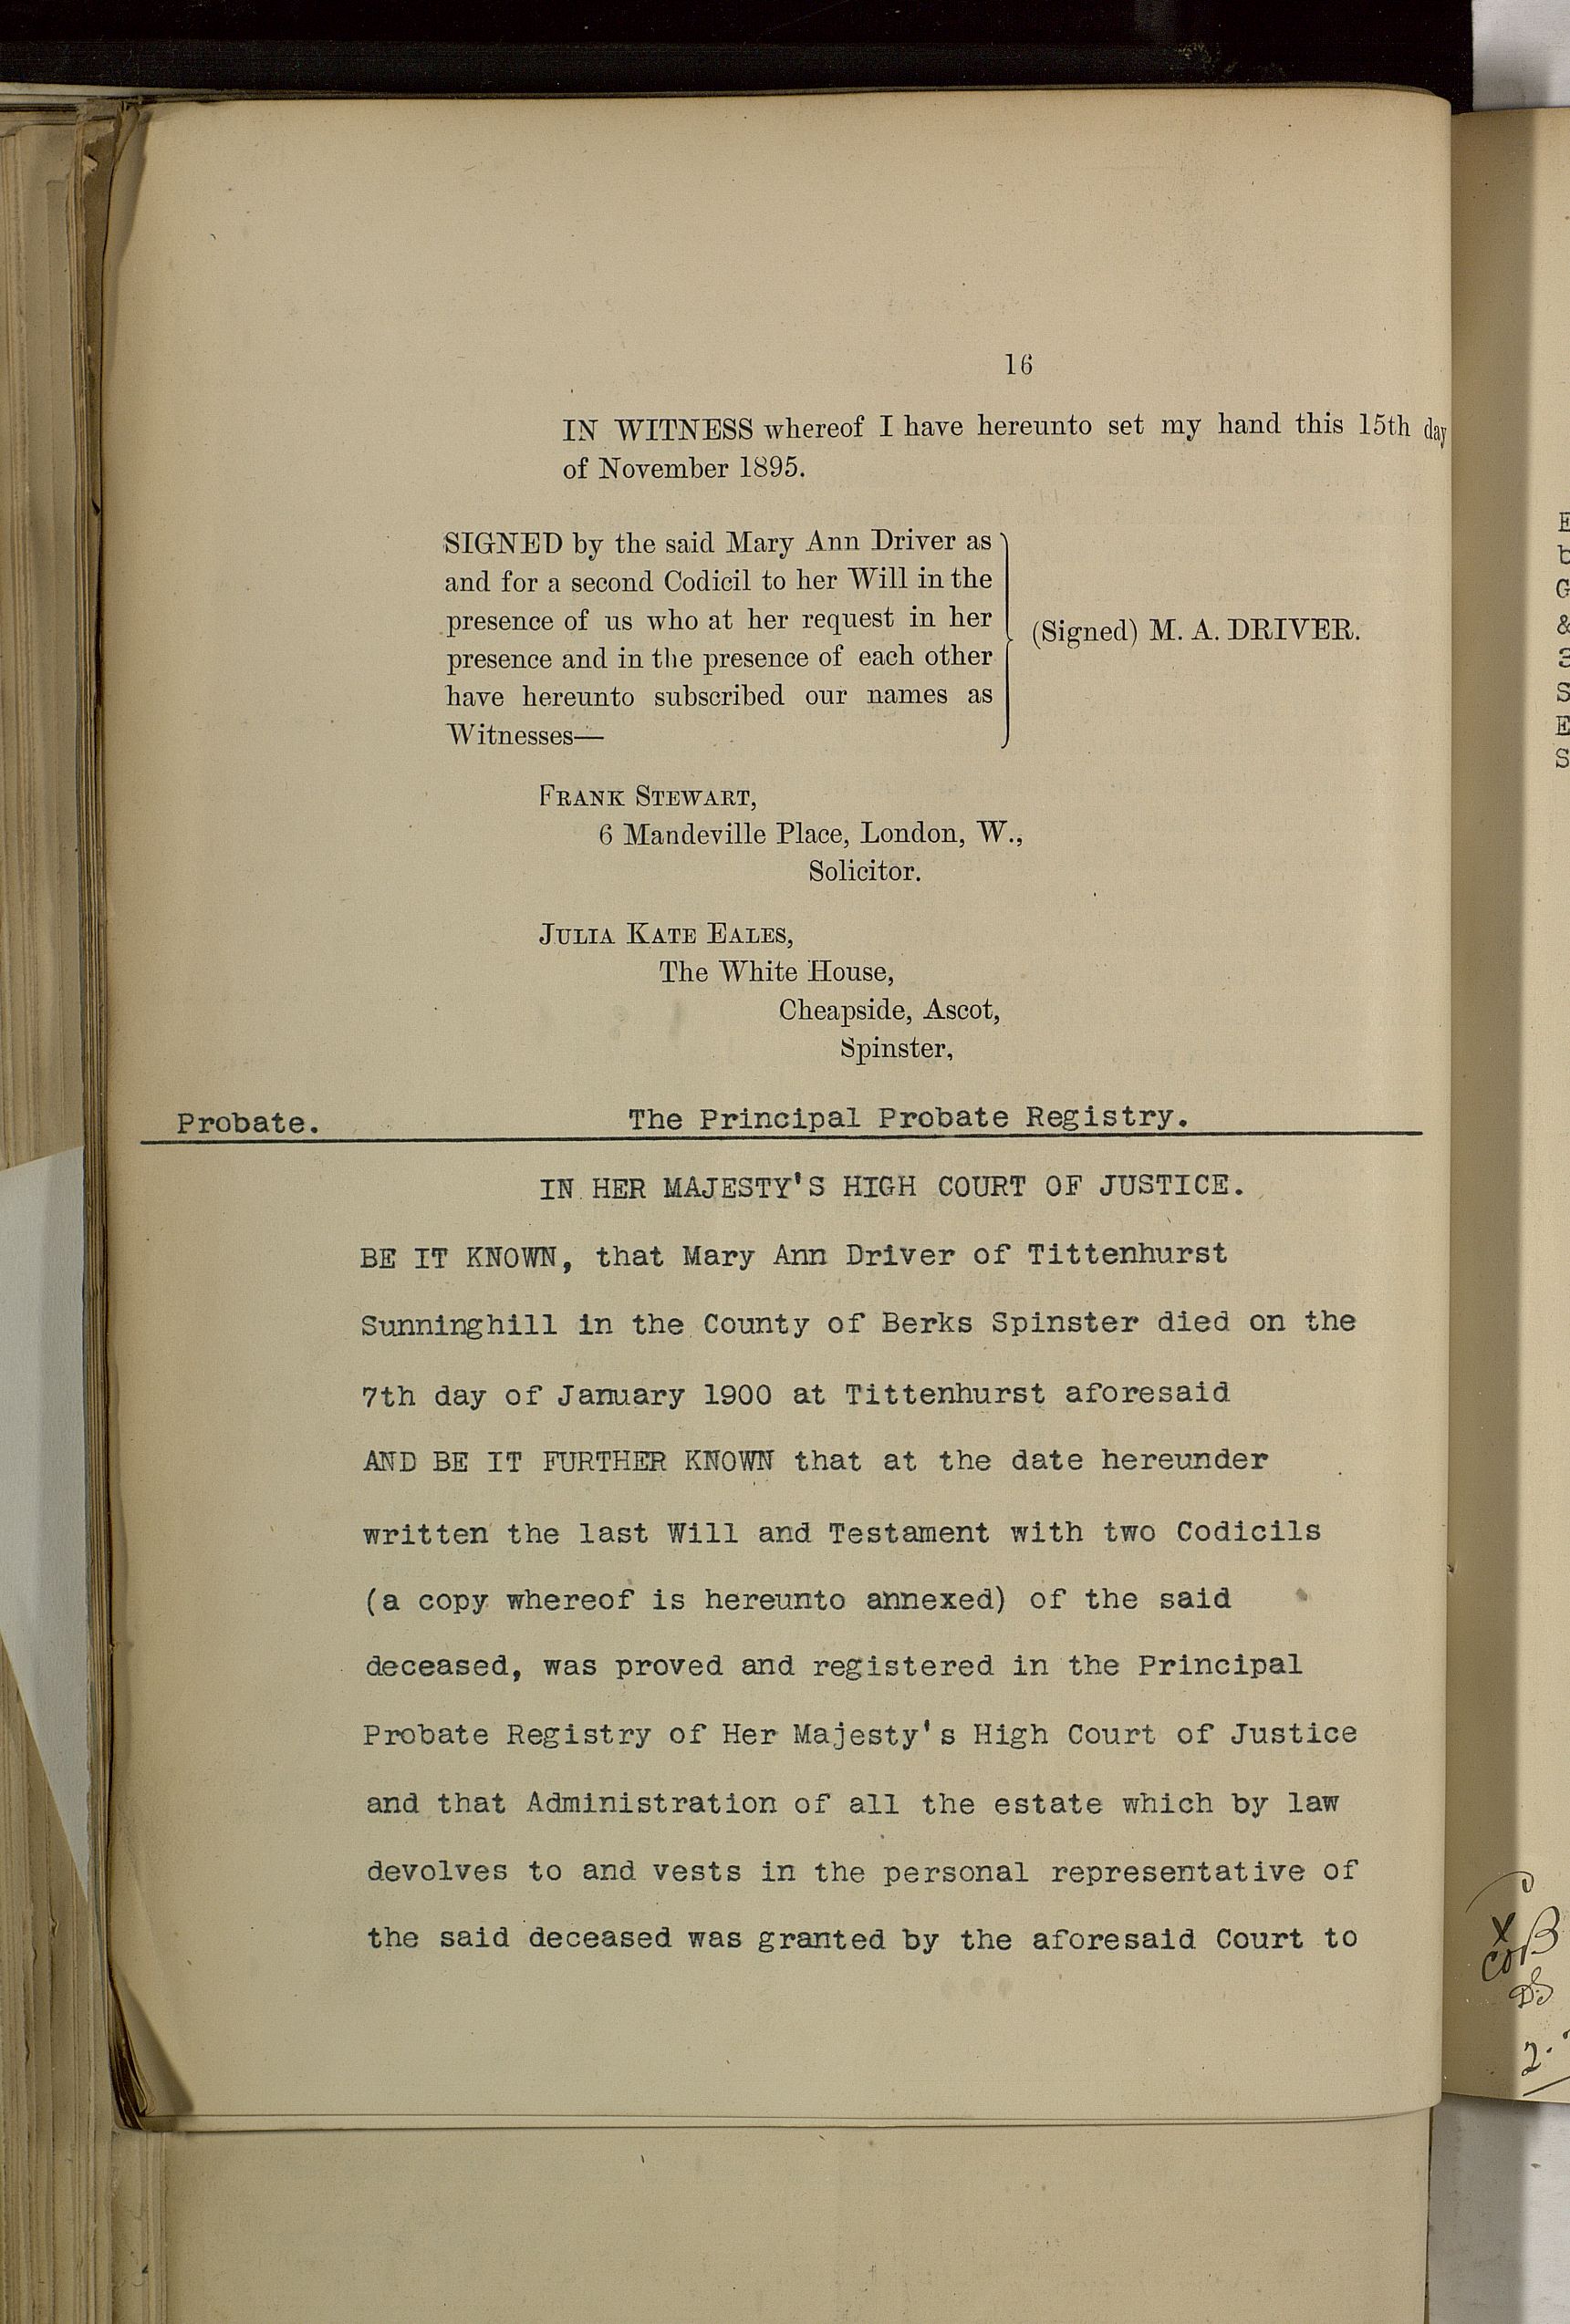 16
IN WITNESS whereof I have hereunto set my hand this 15th day
of November 1895.
SIGNED by the said Mary Ann Driver as
and for a second Codicil to her Will in the
presence of us who at her request in her
presence and in the presence of each other
have hereunto subscribed our names as
Witnesses—
(Signed) M. A. DRIVER.
FRANK STEWART,
6 Mandeville Place, London, W.,
Solicitor.
JULIA KATE EALES,
The White House,
Cheapside, Ascot,
Spinster,
Probate. The Principal Probate Registry.
IN HER MAJESTY'S HIGH COURT OF JUSTICE.
BE IT KNOWN, that Mary Ann Driver of Tittenhurst
Sunninghill in the County of Berks Spinster died on the
7th day of January 1900 at Tittenhurst aforesaid
AND BE IT FURTHER KNOWN that at the date hereunder
written the last Will and Testament with two Codicils
(a copy whereof is hereunto annexed) of the said
deceased, was proved and registered in the Principal
Probate Registry of Her Majesty's High Court of Justice
and that Administration of all the estate which by law
devolves to and vests in the personal representative of
the said deceased was granted by the aforesaid Court to